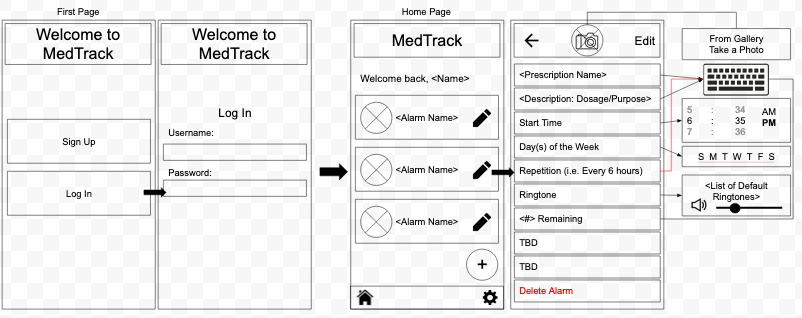 First Page
Welcome to
MedTrack
Sign Up
Log In
Welcome to
MedTrack
Log In
Username:
Password:
Home Page
MedTrack
Welcome back, <Name>
<Alarm Name>
<Alarm Name>
<Alarm Name>
+
Edit
<Prescription Name>
<Description: Dosage/Purpose>
Start Time
Day(s) of the Week
Repetition (i.e. Every 6 hours)
Ringtone
<#> Remaining
TBD
TBD
Delete Alarm
From Gallery
Take a Photo
5 : 34
6 : 35
7 : 36
AM
PM
S M T W T F S
<List of Default
Ringtones>